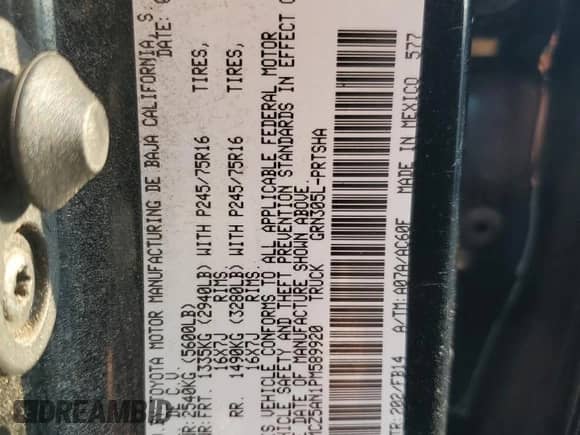 TOYOTA MOTOR MANUFACTURING DE BAJA CALIFORNIA, S.
DATE:
2540KG (5600LB)
FRT. 1335KG (2940LB) WITH P245/75R16 TIRES,
16X7J RIMS,
RR. 1490KG (3280LB) WITH P245/75R16 TIRES,
16X7J RIMS.
VEHICLE CONFORMS TO ALL APPLICABLE FEDERAL MOTOR
SAFETY AND THEFT PREVENTION STANDARDS IN EFFECT
DATE OF MANUFACTURE SHOWN ABOVE.
MCZ5AN1PM589920 TRUCK GRN305L-PRTSHA
TR:202/FB14 A/TM:A07A/AC60F MADE IN MEXICO 577
DREAMBID